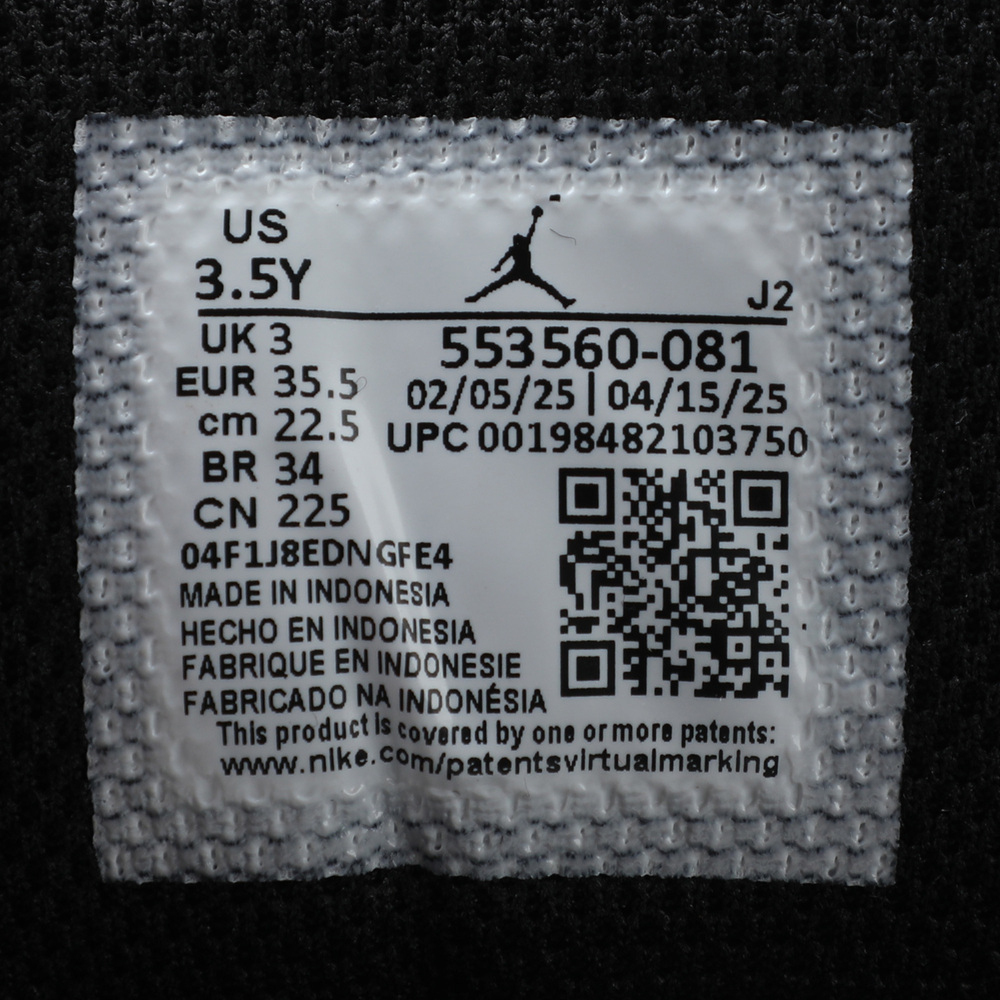 US
3.5Y
J2
UK 3
EUR 35.5
cm 22.5
BR 34
CN 225
553560-081
02/05/25 | 04/15/25
UPC 00198482103750
04F1J8EDNGFE4
MADE IN INDONESIA
HECHO EN INDONESIA
FABRIQUE EN INDONESIE
FABRICADO NA INDONÉSIA
This product is covered by one or more patents:
www.nike.com/patentsvirtualmarking